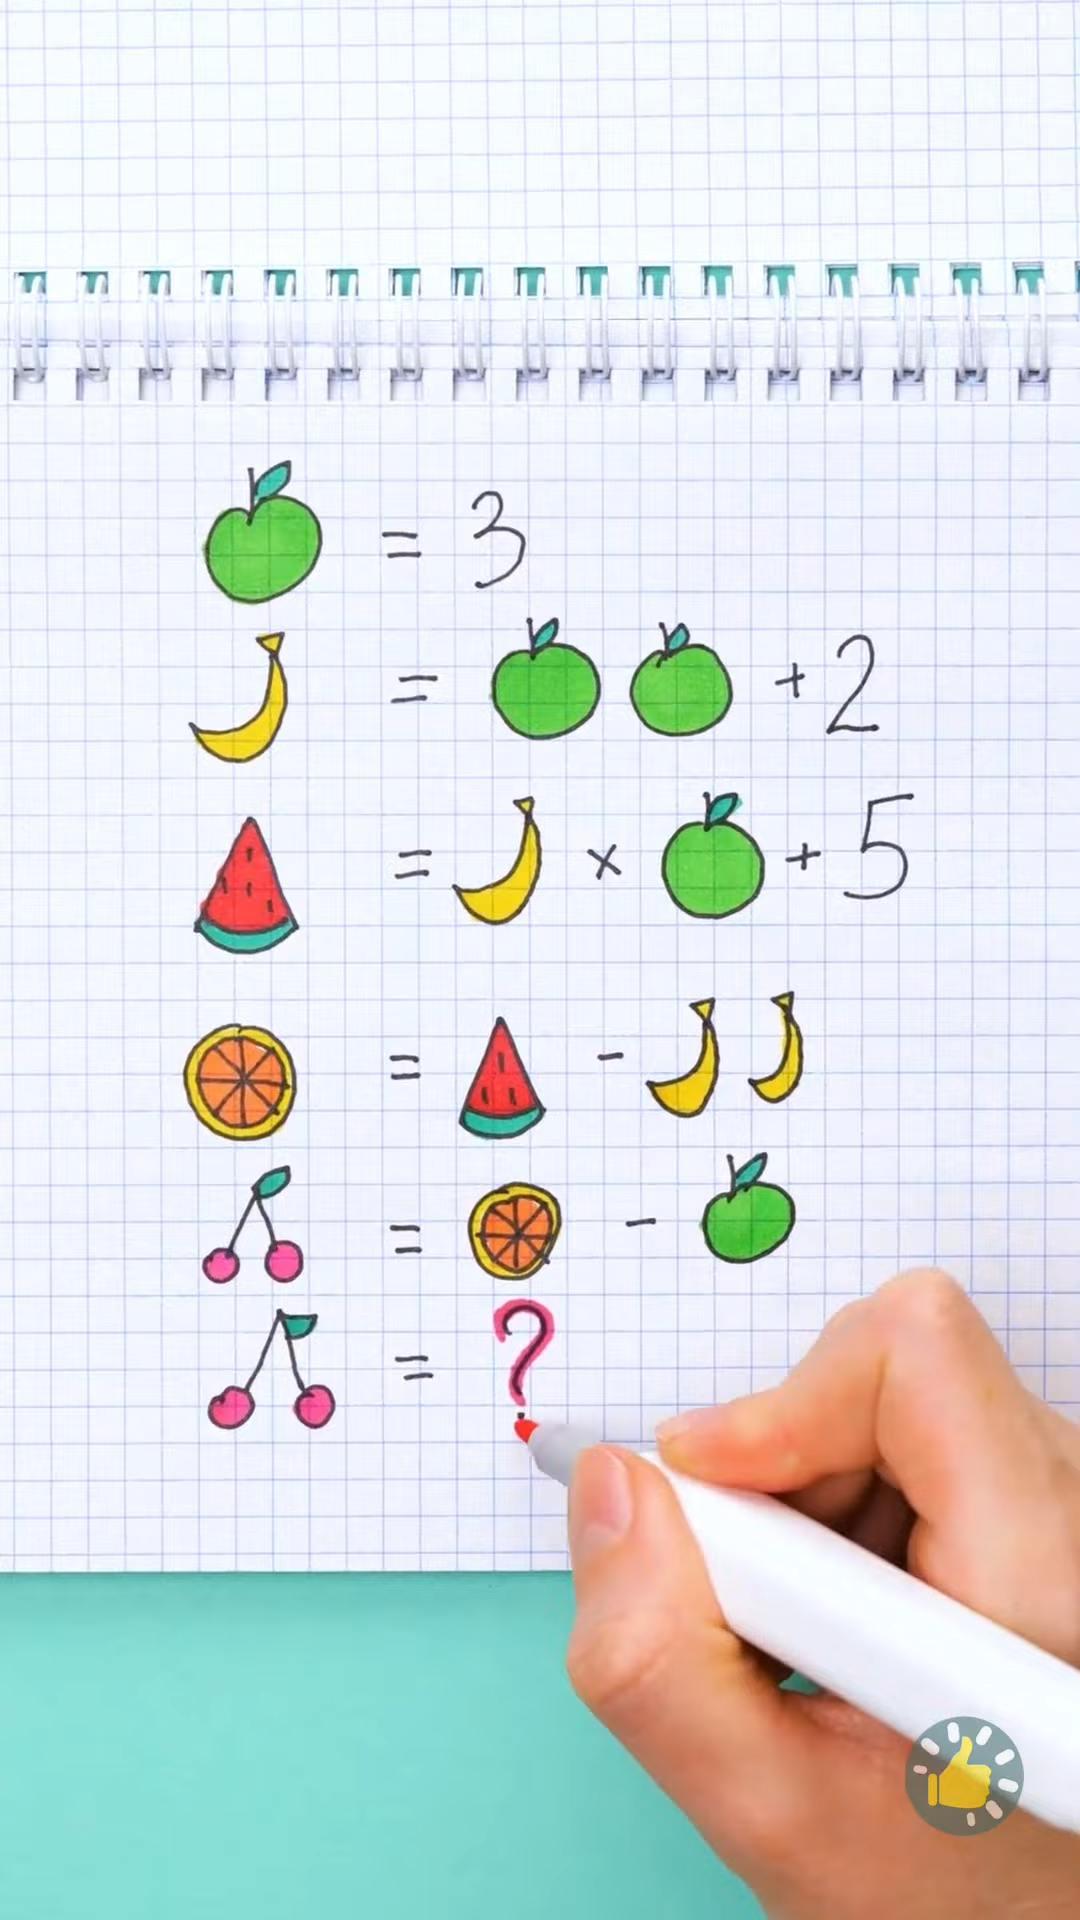 = 3
= + 2
= × + 5
= -
= -
= ?